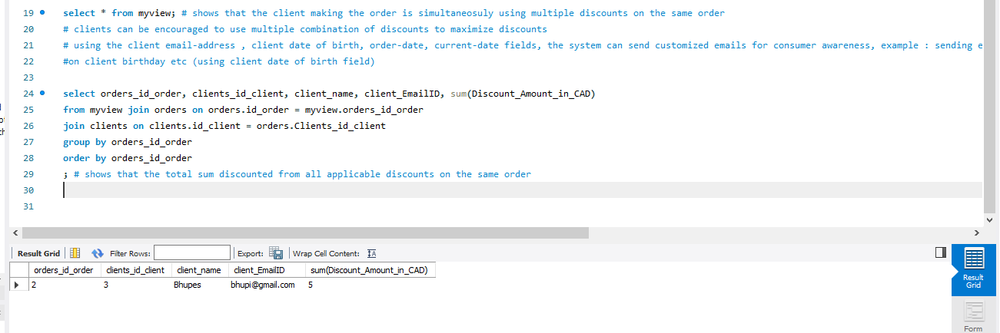 19 select * from myview; # shows that the client making the order is simultaneosuly using multiple discounts on the same order
20 # clients can be encouraged to use multiple combination of discounts to maximize discounts
21 # using the client email-address , client date of birth, order-date, current-date fields, the system can send customized emails for consumer awareness, example : sending e
22 #on client birthday etc (using client date of birth field)
23
24 select orders_id_order, clients_id_client, client_name, client_EmailID, sum(Discount_Amount_in_CAD)
25 from myview join orders on orders.id_order = myview.orders_id_order
26 join clients on clients.id_client = orders.Clients_id_client
27 group by orders_id_order
28 order by orders_id_order
29 ; # shows that the total sum discounted from all applicable discounts on the same order
30
31
Result Grid Filter Rows: Export: Wrap Cell Content: IA
orders_id_order clients_id_client client_name client_EmailID sum(Discount_Amount_in_CAD)
2 3 Bhupes bhupi@gmail.com 5
Result
Grid
Form